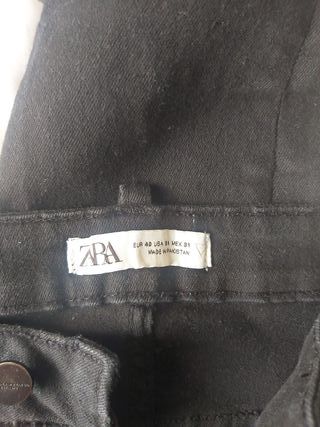 ZARA
EUR 40 USA 31 MEX 31
MADE IN PAKISTAN